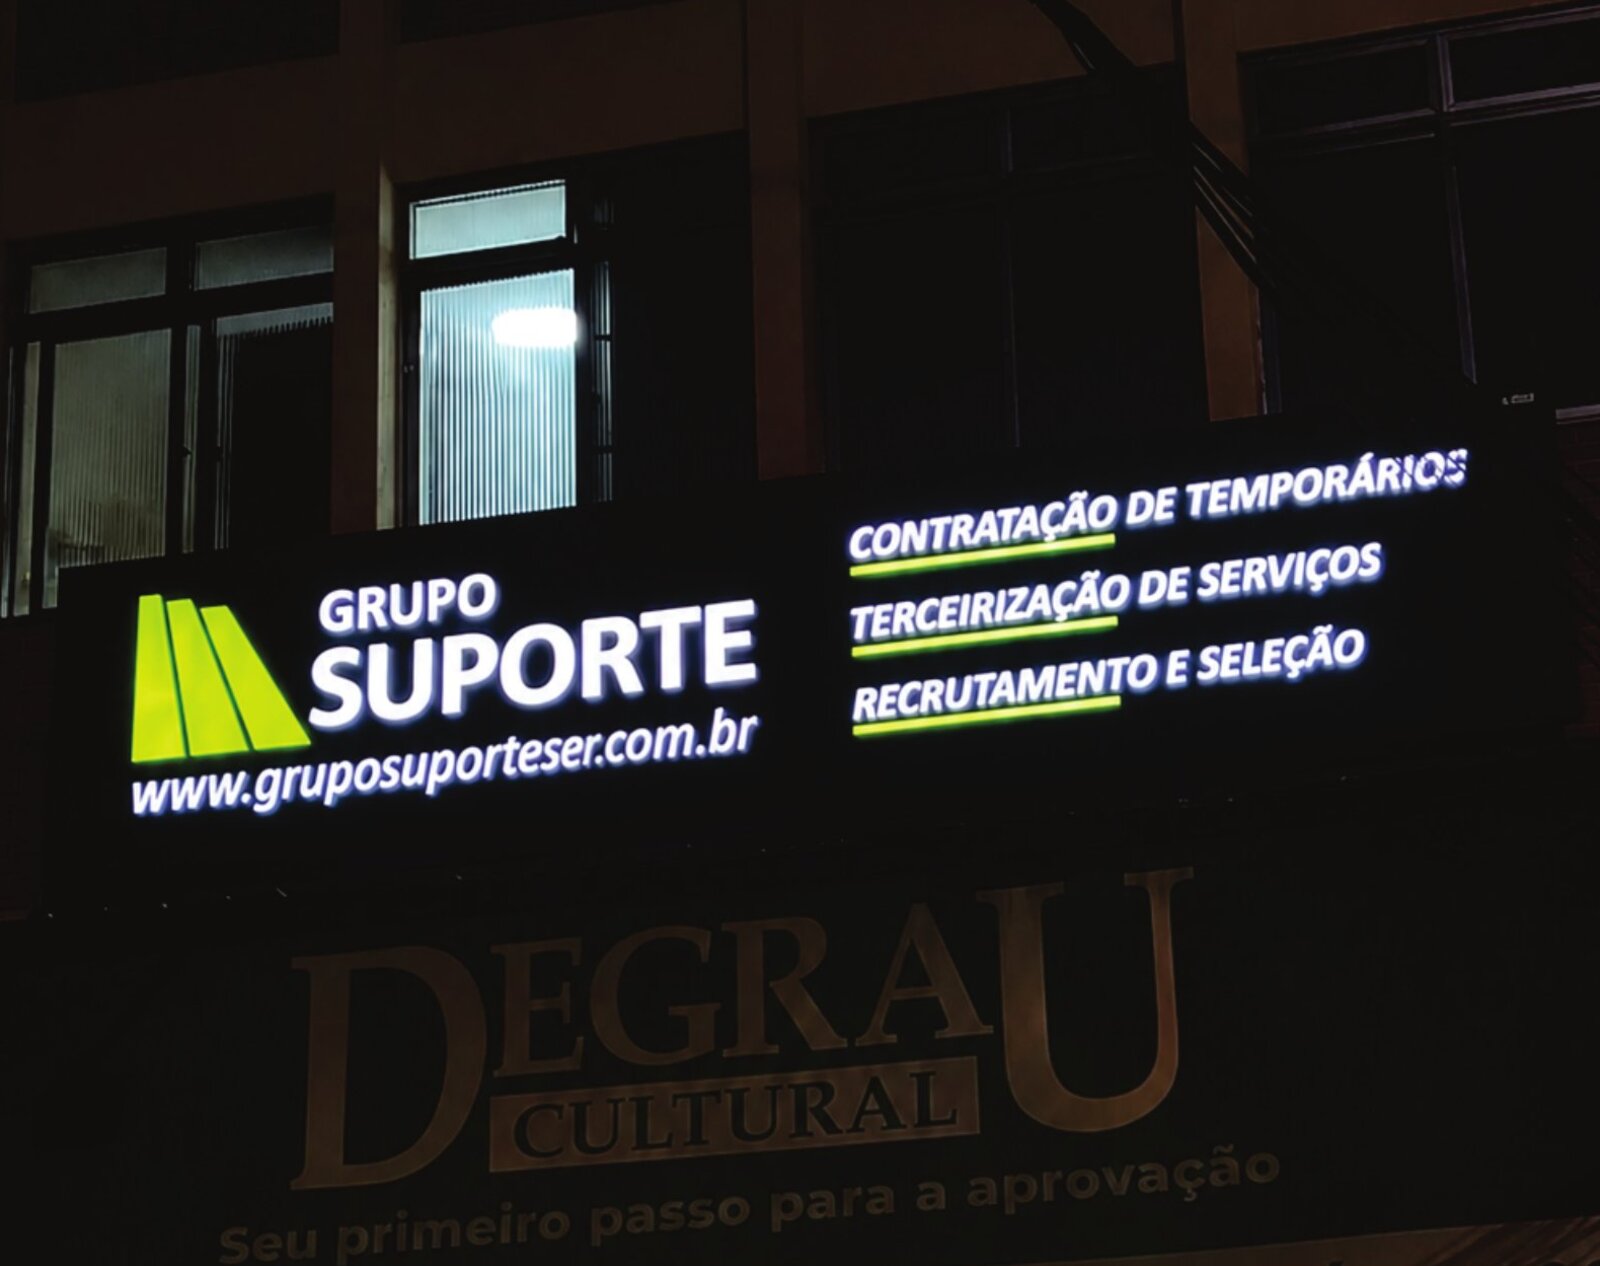 GRUPO
SUPORTE
www.gruposuporteser.com.br
CONTRATAÇÃO DE TEMPORÁRIOS
TERCEIRIZAÇÃO DE SERVIÇOS
RECRUTAMENTO E SELEÇÃO
DEGRAU
CULTURAL
Seu primeiro passo para a aprovação